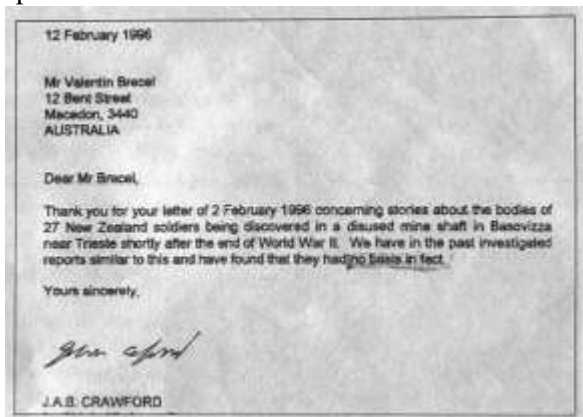 12 February 1996
Mr Valentin Brecel
12 Bent Street
Macedon, 3440
AUSTRALIA
Dear Mr Brecel,
Thank you for your letter of 2 February 1996 concerning stories about the bodies of
27 New Zealand soldiers being discovered in a disused mine shaft in Basovizza
near Trieste shortly after the end of World War II. We have in the past investigated
reports similar to this and have found that they had no basis in fact.
Yours sincerely,
J.A.B. CRAWFORD